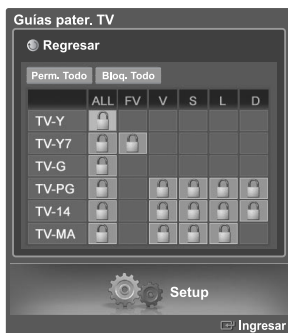 Guías pater. TV
Regresar
Perm. Todo Bloq. Todo
ALL FV V S L D
TV-Y
TV-Y7
TV-G
TV-PG
TV-14
TV-MA
Setup
Ingresar